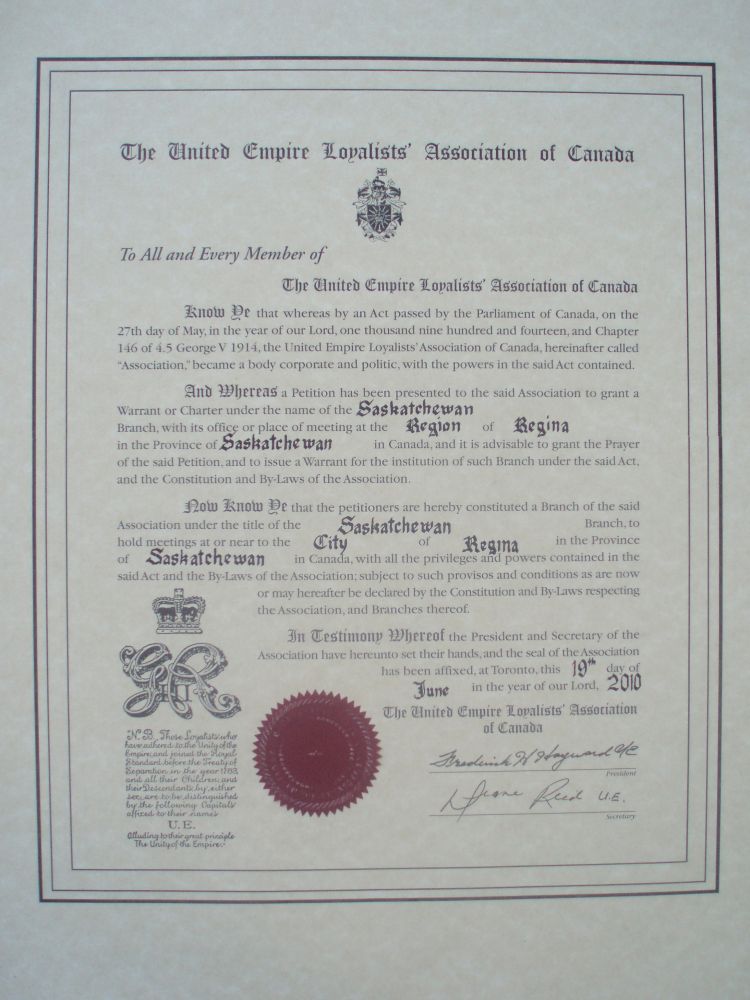 The United Empire Loyalists' Association of Canada
To All and Every Member of
The United Empire Loyalists' Association of Canada
Know Ye that whereas by an Act passed by the Parliament of Canada, on the
27th day of May, in the year of our Lord, one thousand nine hundred and fourteen, and Chapter
146 of 4.5 George V 1914, the United Empire Loyalists' Association of Canada, hereinafter called
"Association," became a body corporate and politic, with the powers in the said Act contained.
And Whereas a Petition has been presented to the said Association to grant a
Warrant or Charter under the name of the Saskatchewan
Branch, with its office or place of meeting at the Region of Regina
in the Province of Saskatchewan in Canada, and it is advisable to grant the Prayer
of the said Petition, and to issue a Warrant for the institution of such Branch under the said Act,
and the Constitution and By-Laws of the Association.
Now Know Ye that the petitioners are hereby constituted a Branch of the said
Association under the title of the Saskatchewan Branch, to
hold meetings at or near to the City of Regina in the Province
of Saskatchewan in Canada, with all the privileges and powers contained in the
said Act and the By-Laws of the Association; subject to such provisos and conditions as are now
or may hereafter be declared by the Constitution and By-Laws respecting
the Association, and Branches thereof.
In Testimony Whereof the President and Secretary of the
Association have hereunto set their hands, and the seal of the Association
has been affixed, at Toronto, this 19th day of
June in the year of our Lord, 2010
The United Empire Loyalists' Association
of Canada
Frederick H Hayward UE
President
Diane Reid U.E.
Secretary
N.B. Those Loyalists who
have adhered to the Unity of the
Empire and joined the Royal
Standard before the Treaty of
Separation in the year 1783,
and all their Children and
their Descendants by either
sex, are to be distinguished
by the following Capitals
affixed to their names
U.E.
Alluding to their great principle
The Unity of the Empire.